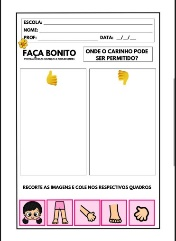 ESCOLA:
NOME:
PROF: DATA: __/__/__
FAÇA BONITO
ONDE O CARINHO PODE
SER PERMITIDO?
RECORTE AS IMAGENS E COLE NOS RESPECTIVOS QUADROS